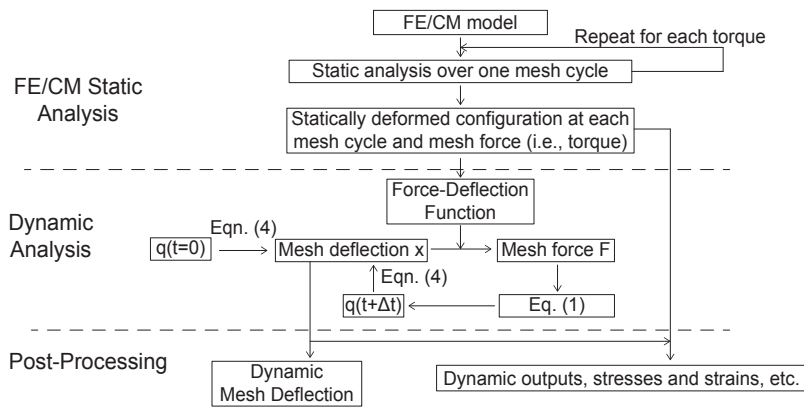 FE/CM model
Repeat for each torque
Static analysis over one mesh cycle
FE/CM Static
Analysis
Statically deformed configuration at each
mesh cycle and mesh force (i.e., torque)
Force-Deflection
Function
Dynamic
Analysis
Eqn. (4)
q(t=0)
Mesh deflection x
Mesh force F
Eqn. (4)
q(t+Δt)
Eq. (1)
Post-Processing
Dynamic
Mesh Deflection
Dynamic outputs, stresses and strains, etc.